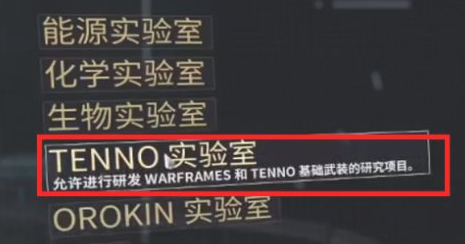 能源实验室
化学实验室
生物实验室
TENNO 实验室
允许进行研发 WARFRAMES 和 TENNO 基础武装的研究项目。
OROKIN 实验室